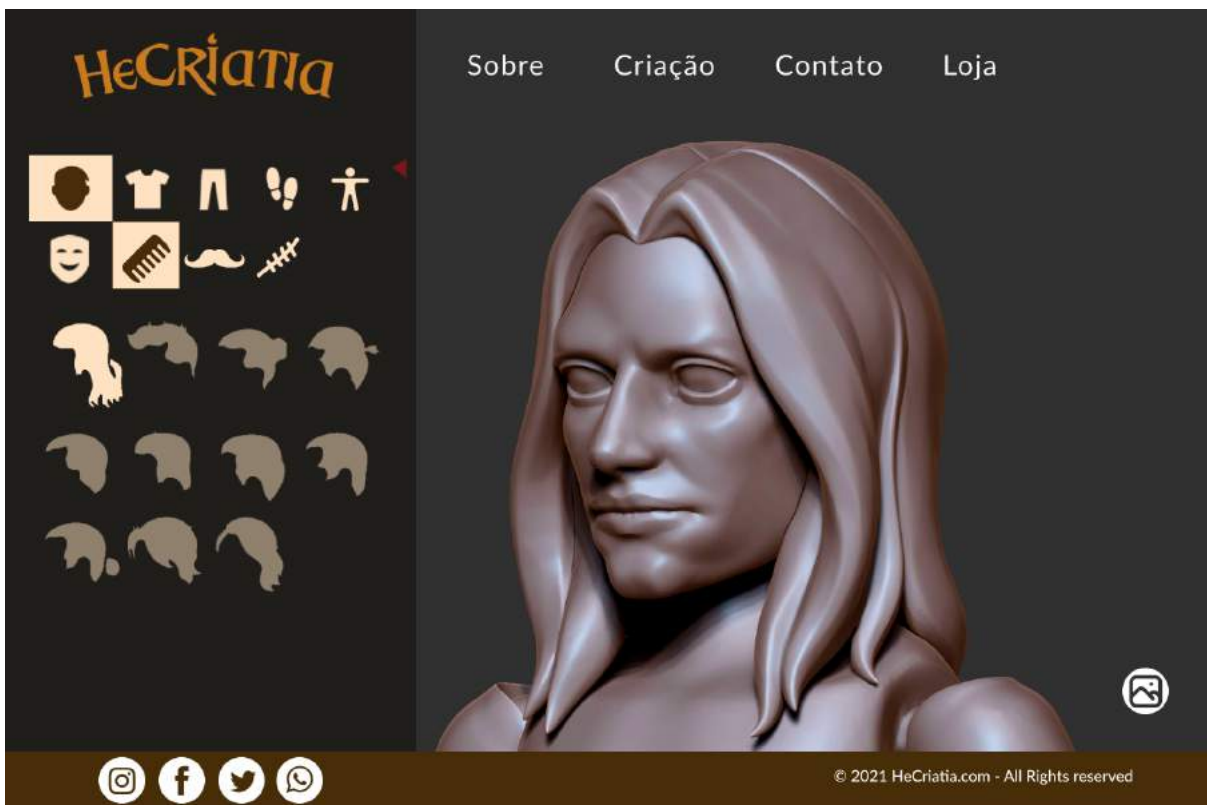 HeCRiaTia
Sobre Criação Contato Loja
© 2021 HeCriatia.com - All Rights reserved